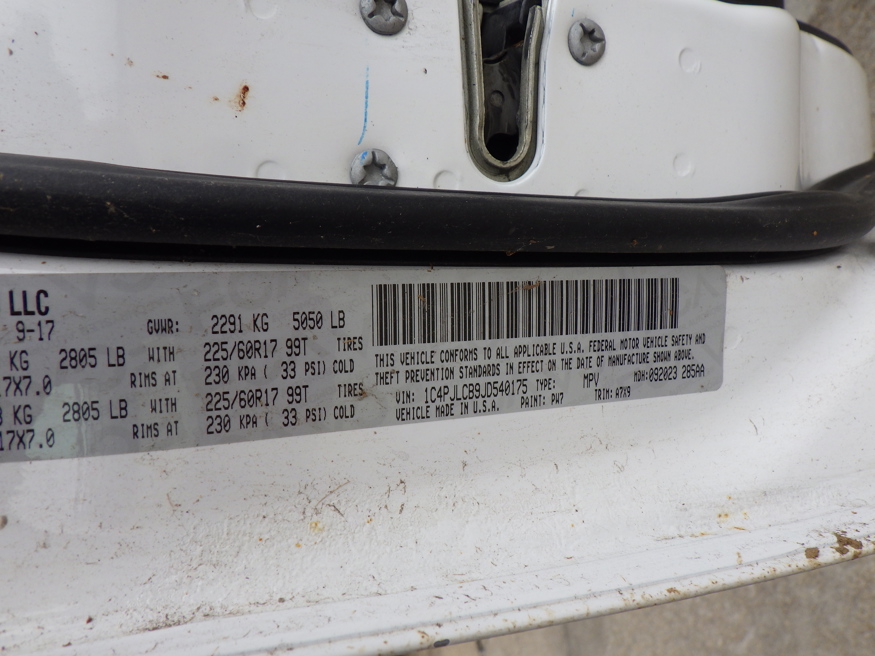 LLC
9-17 GVWR: 2291 KG 5050 LB
KG 2805 LB WITH 225/60R17 99T TIRES
17X7.0 RIMS AT 230 KPA ( 33 PSI) COLD
KG 2805 LB WITH 225/60R17 99T TIRES
17X7.0 RIMS AT 230 KPA ( 33 PSI) COLD
THIS VEHICLE CONFORMS TO ALL APPLICABLE U.S.A. FEDERAL MOTOR VEHICLE SAFETY AND
THEFT PREVENTION STANDARDS IN EFFECT ON THE DATE OF MANUFACTURE SHOWN ABOVE.
VIN: 1C4PJLCB9JD540175 TYPE: MPV MDH: 092023 285AA
VEHICLE MADE IN U.S.A. PAINT: PW7 TRIM: A7X9